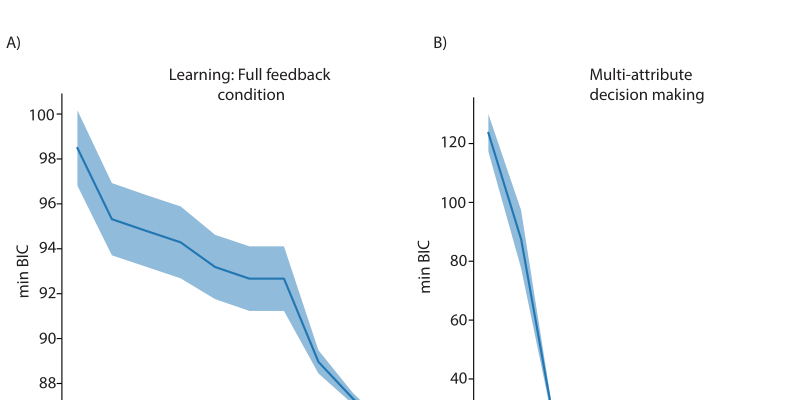 A)
Learning: Full feedback
condition
100
98
96
94
92
90
88
min BIC
B)
Multi-attribute
decision making
120
100
80
60
40
min BIC